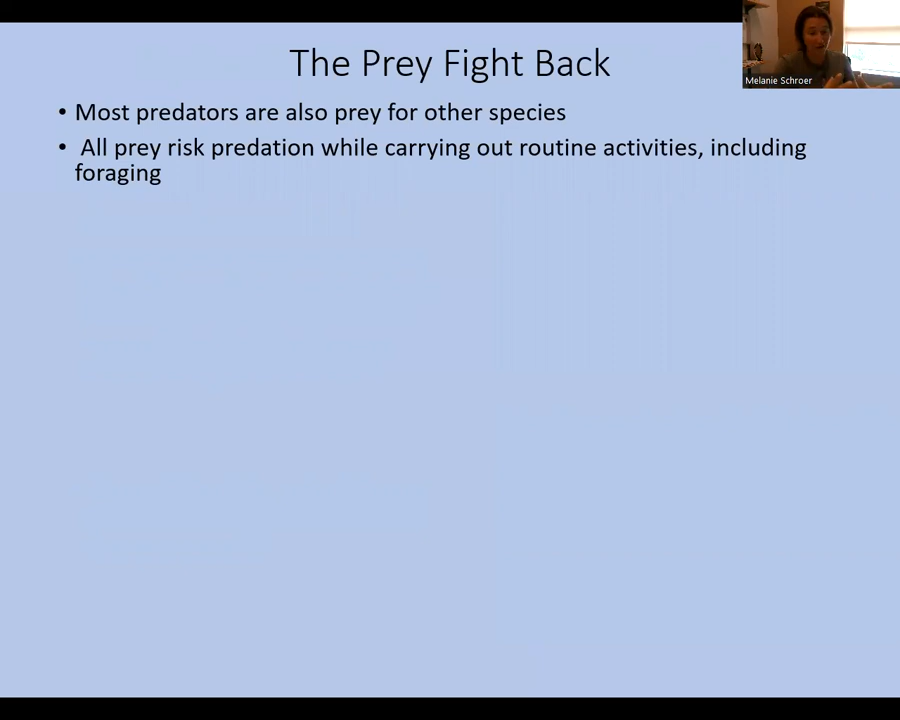 The Prey Fight Back
Melanie Schroer
• Most predators are also prey for other species
• All prey risk predation while carrying out routine activities, including
foraging